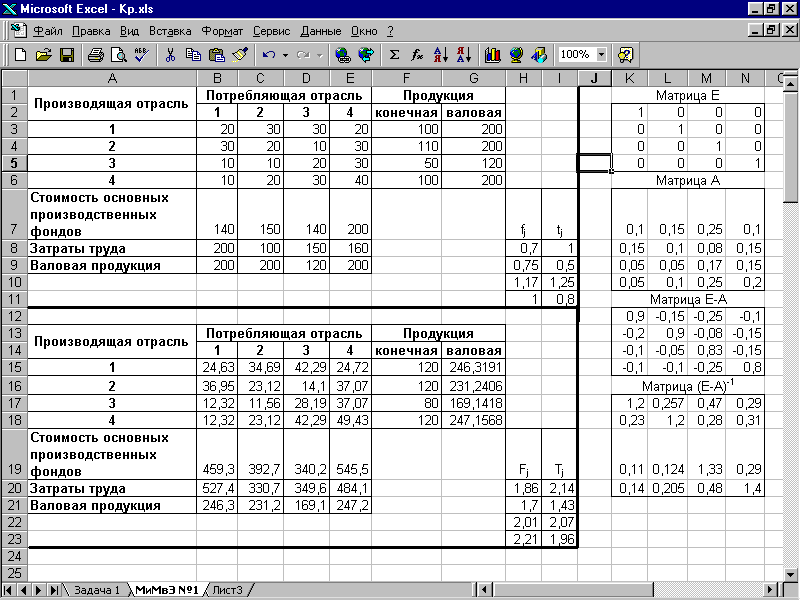 Microsoft Excel - Kp.xls
Файл Правка Вид Вставка Формат Сервис Данные Окно ?
100%
A B C D E F G H I J K L M N
1 Производящая отрасль Потребляющая отрасль Продукция Матрица E
2 1 2 3 4 конечная валовая 1 0 0 0
3 1 20 30 30 20 100 200 0 1 0 0
4 2 30 20 10 30 110 200 0 0 1 0
5 3 10 10 20 30 50 120 0 0 0 1
6 4 10 20 30 40 100 200 Матрица A
7 Стоимость основных производственных фондов 140 150 140 200 fj tj 0,1 0,15 0,25 0,1
8 Затраты труда 200 100 150 160 0,7 1 0,15 0,1 0,08 0,15
9 Валовая продукция 200 200 120 200 0,75 0,5 0,05 0,05 0,17 0,15
10 1,17 1,25 0,05 0,1 0,25 0,2
11 1 0,8 Матрица E-A
12 0,9 -0,15 -0,25 -0,1
13 Производящая отрасль Потребляющая отрасль Продукция -0,2 0,9 -0,08 -0,15
14 1 2 3 4 конечная валовая -0,1 -0,05 0,83 -0,15
15 1 24,63 34,69 42,29 24,72 120 246,3191 -0,1 -0,1 -0,25 0,8
16 2 36,95 23,12 14,1 37,07 120 231,2406 Матрица (E-A)-1
17 3 12,32 11,56 28,19 37,07 80 169,1418 1,2 0,257 0,47 0,29
18 4 12,32 23,12 42,29 49,43 120 247,1568 0,23 1,2 0,28 0,31
19 Стоимость основных производственных фондов 459,3 392,7 340,2 545,5 Fj Tj 0,11 0,124 1,33 0,29
20 Затраты труда 527,4 330,7 349,6 484,1 1,86 2,14 0,14 0,205 0,48 1,4
21 Валовая продукция 246,3 231,2 169,1 247,2 1,7 1,43
22 2,01 2,07
23 2,21 1,96
24
25
Задача 1 МиМвЭ №1 Лист3